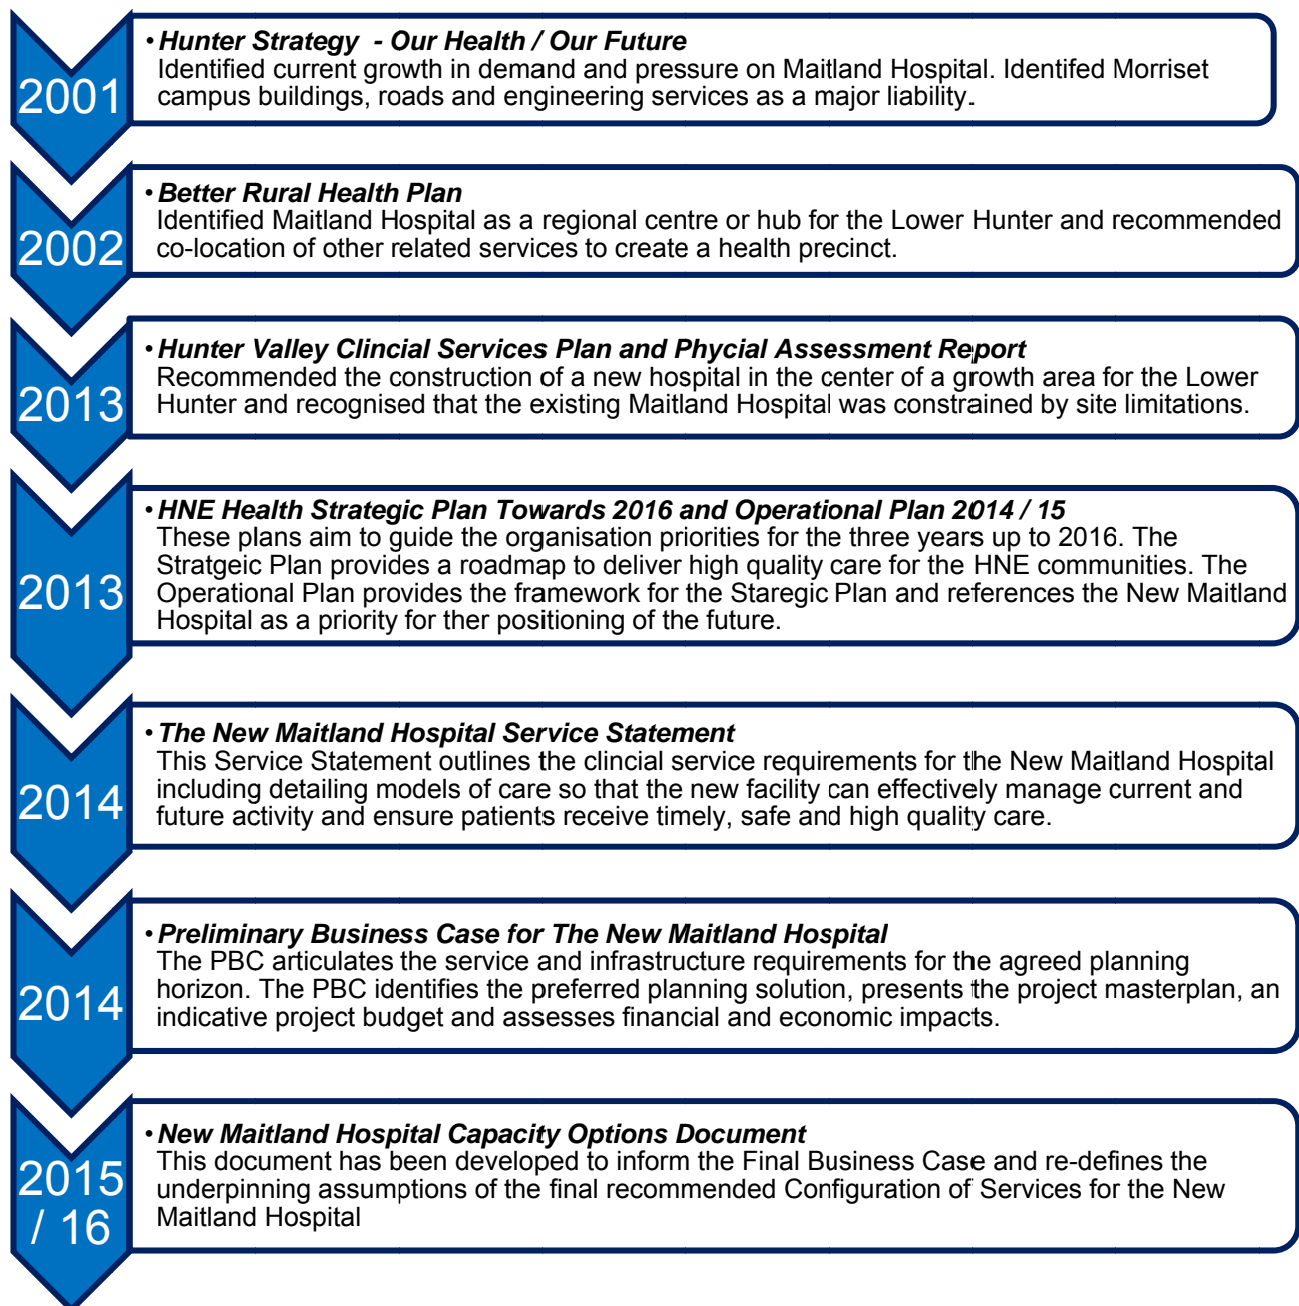 2001
• Hunter Strategy - Our Health / Our Future
Identified current growth in demand and pressure on Maitland Hospital. Identifed Morriset
campus buildings, roads and engineering services as a major liability.
2002
• Better Rural Health Plan
Identified Maitland Hospital as a regional centre or hub for the Lower Hunter and recommended
co-location of other related services to create a health precinct.
2013
• Hunter Valley Clincial Services Plan and Phycial Assessment Report
Recommended the construction of a new hospital in the center of a growth area for the Lower
Hunter and recognised that the existing Maitland Hospital was constrained by site limitations.
2013
• HNE Health Strategic Plan Towards 2016 and Operational Plan 2014 / 15
These plans aim to guide the organisation priorities for the three years up to 2016. The
Stratgeic Plan provides a roadmap to deliver high quality care for the HNE communities. The
Operational Plan provides the framework for the Staregic Plan and references the New Maitland
Hospital as a priority for ther positioning of the future.
2014
• The New Maitland Hospital Service Statement
This Service Statement outlines the clincial service requirements for the New Maitland Hospital
including detailing models of care so that the new facility can effectively manage current and
future activity and ensure patients receive timely, safe and high quality care.
2014
• Preliminary Business Case for The New Maitland Hospital
The PBC articulates the service and infrastructure requirements for the agreed planning
horizon. The PBC identifies the preferred planning solution, presents the project masterplan, an
indicative project budget and assesses financial and economic impacts.
2015
/ 16
• New Maitland Hospital Capacity Options Document
This document has been developed to inform the Final Business Case and re-defines the
underpinning assumptions of the final recommended Configuration of Services for the New
Maitland Hospital